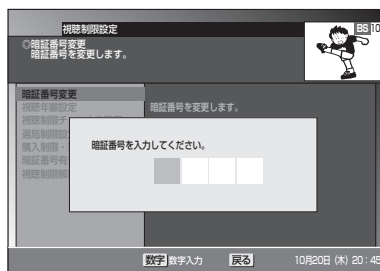 視聴制限設定
BS 10
◎暗証番号変更
暗証番号を変更します。
暗証番号変更
視聴年齢設定
暗証番号を変更します。
暗証番号を入力してください。
数字 数字入力 戻る 10月20日 (木) 20:45